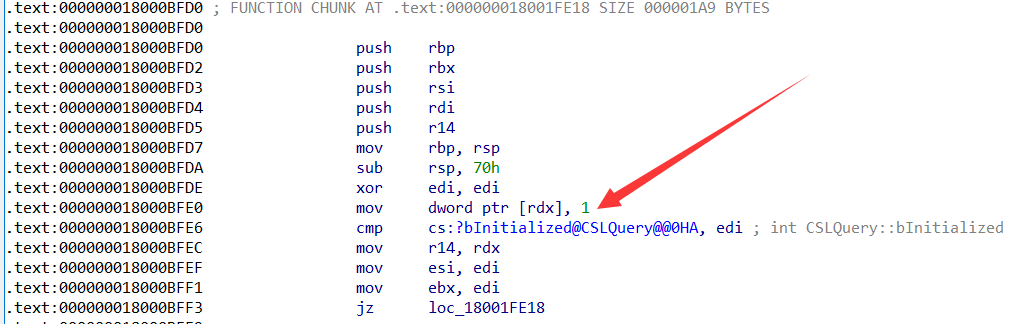 .text:000000018000BFD0 ; FUNCTION CHUNK AT .text:000000018001FE18 SIZE 000001A9 BYTES
.text:000000018000BFD0
.text:000000018000BFD0 push rbp
.text:000000018000BFD2 push rbx
.text:000000018000BFD3 push rsi
.text:000000018000BFD4 push rdi
.text:000000018000BFD5 push r14
.text:000000018000BFD7 mov rbp, rsp
.text:000000018000BFDA sub rsp, 70h
.text:000000018000BFDE xor edi, edi
.text:000000018000BFE0 mov dword ptr [rdx], 1
.text:000000018000BFE6 cmp cs:?bInitialized@CSLQuery@@0HA, edi ; int CSLQuery::bInitialized
.text:000000018000BFEC mov r14, rdx
.text:000000018000BFEF mov esi, edi
.text:000000018000BFF1 mov ebx, edi
.text:000000018000BFF3 jz loc_18001FE18